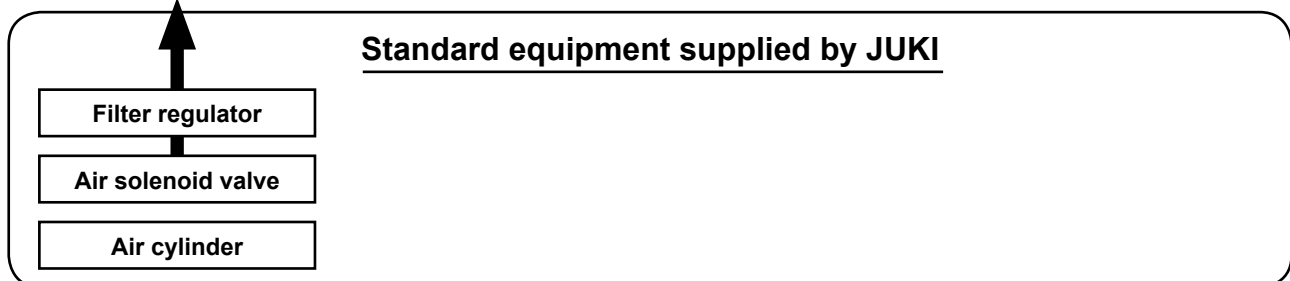 Standard equipment supplied by JUKI
Filter regulator
Air solenoid valve
Air cylinder